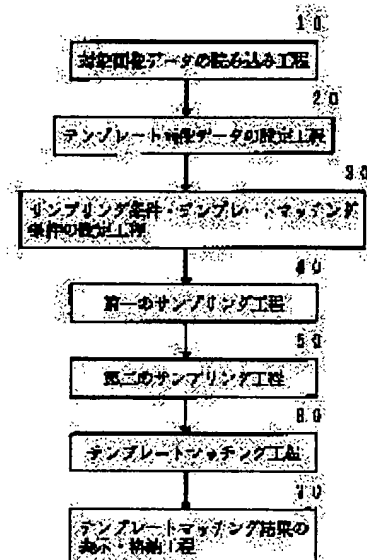 10
対象画像データの読み込み工程
20
テンプレート画像データの設定工程
30
サンプリング条件・テンプレートマッチング
条件の設定工程
40
第一のサンプリング工程
50
第二のサンプリング工程
60
テンプレートマッチング工程
70
テンプレートマッチング結果の
表示・格納工程